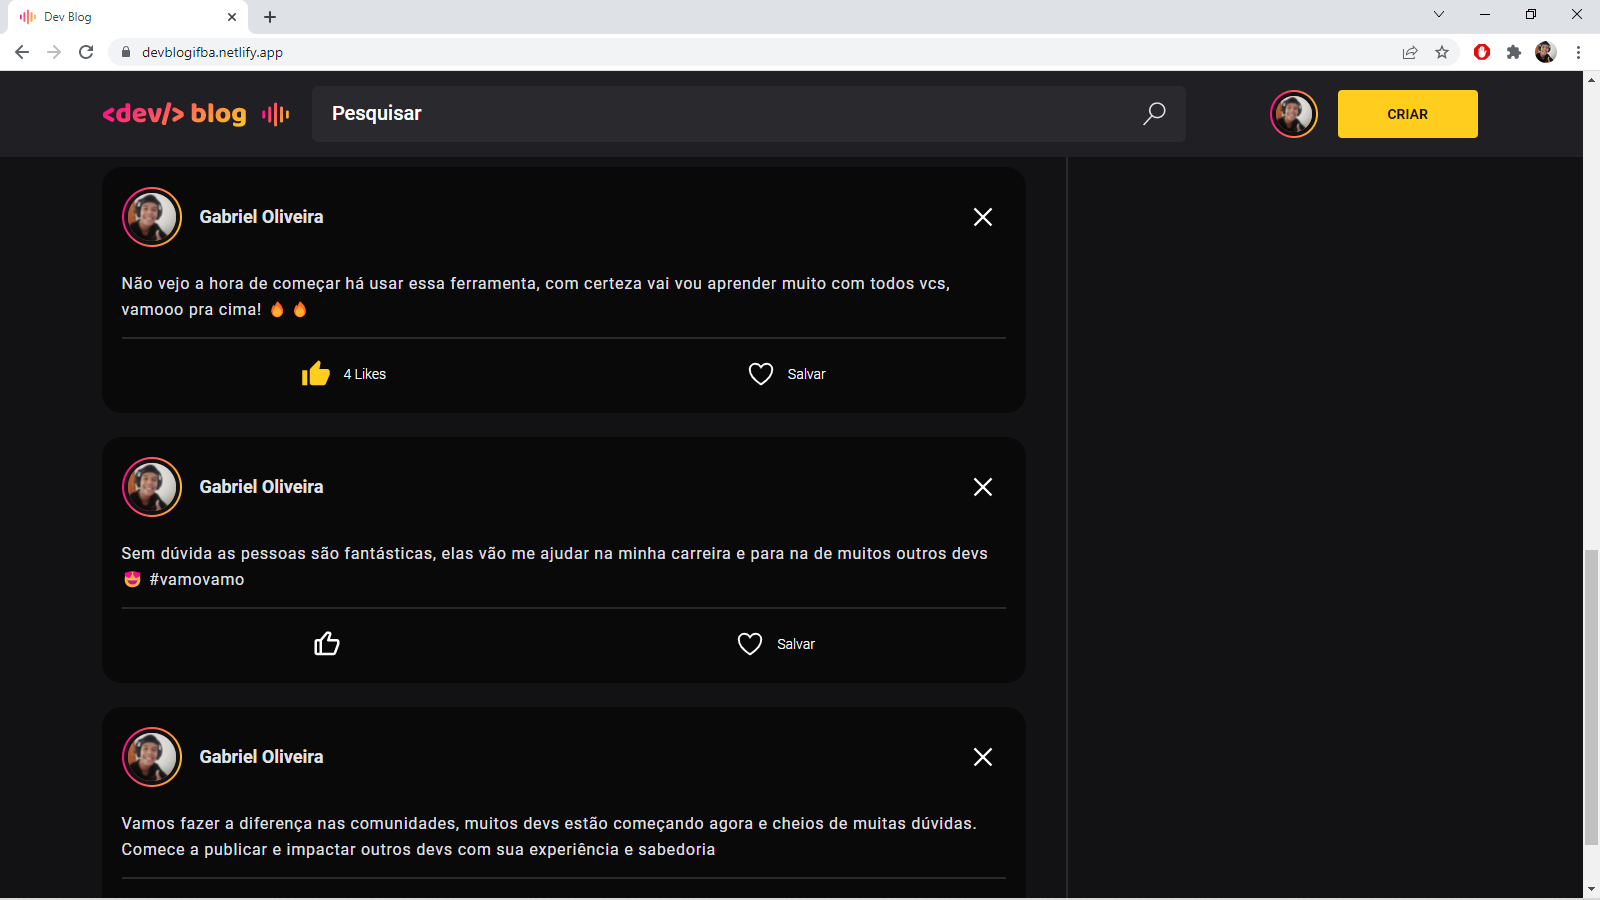 Dev Blog
devblogifba.netlify.app
<dev/> blog
Pesquisar
CRIAR
Gabriel Oliveira
Não vejo a hora de começar há usar essa ferramenta, com certeza vai vou aprender muito com todos vcs,
vamooo pra cima! 🔥 🔥
4 Likes
Salvar
Gabriel Oliveira
Sem dúvida as pessoas são fantásticas, elas vão me ajudar na minha carreira e para na de muitos outros devs
🤩 #vamovamo
Salvar
Gabriel Oliveira
Vamos fazer a diferença nas comunidades, muitos devs estão começando agora e cheios de muitas dúvidas.
Comece a publicar e impactar outros devs com sua experiência e sabedoria